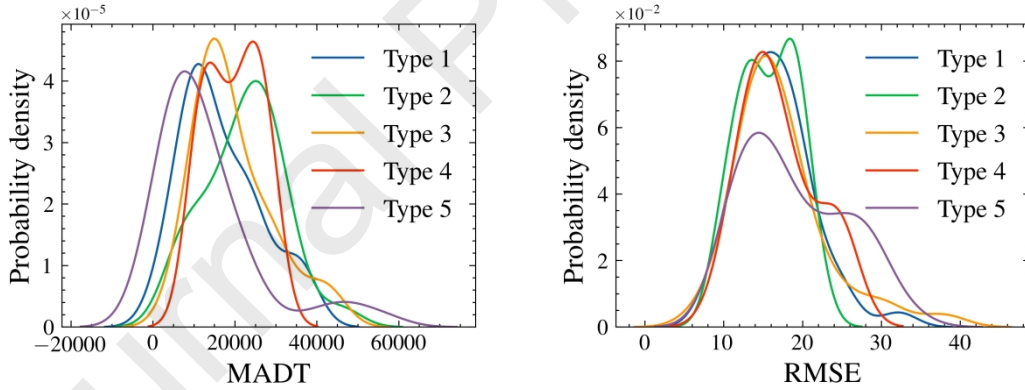 ×10⁻⁵
Probability density
4
3
2
1
0
−20000 0 20000 40000 60000
MADT
Type 1
Type 2
Type 3
Type 4
Type 5
×10⁻²
Probability density
8
6
4
2
0
0 10 20 30 40
RMSE
Type 1
Type 2
Type 3
Type 4
Type 5